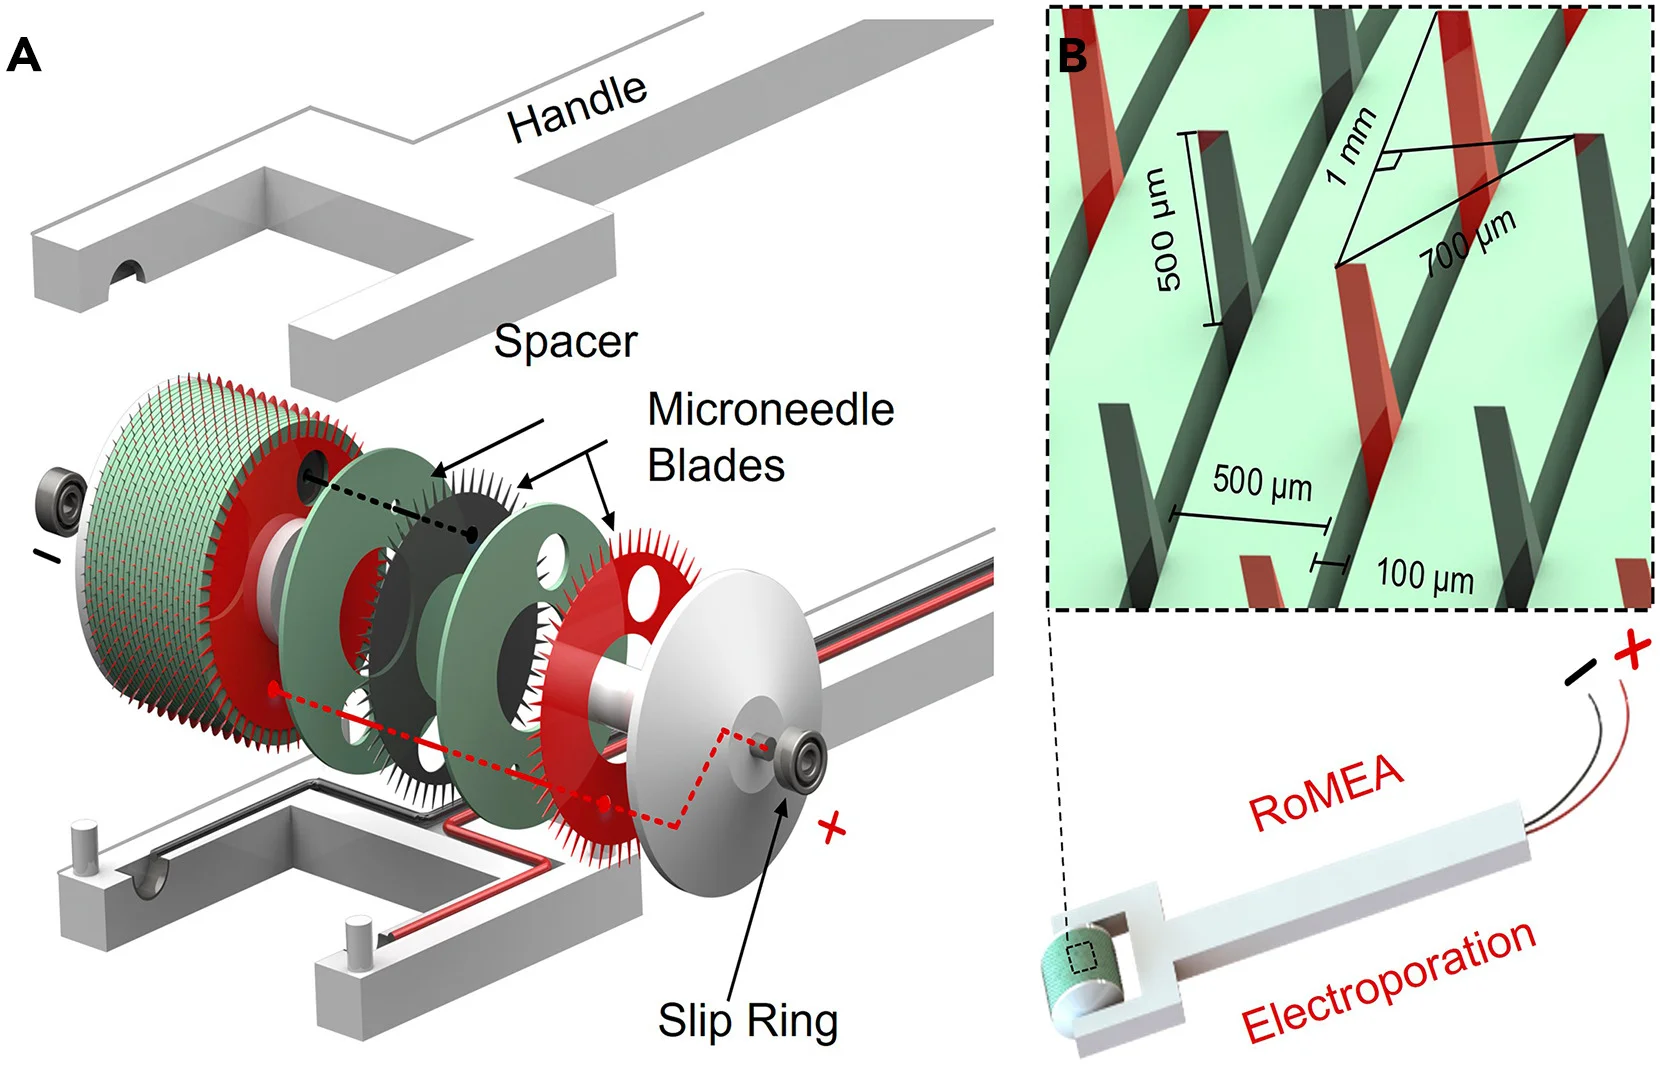 A
Handle
Spacer
Microneedle
Blades
−
+
Slip Ring
B
1 mm
500 µm
700 µm
500 µm
100 µm
− +
RoMEA
Electroporation